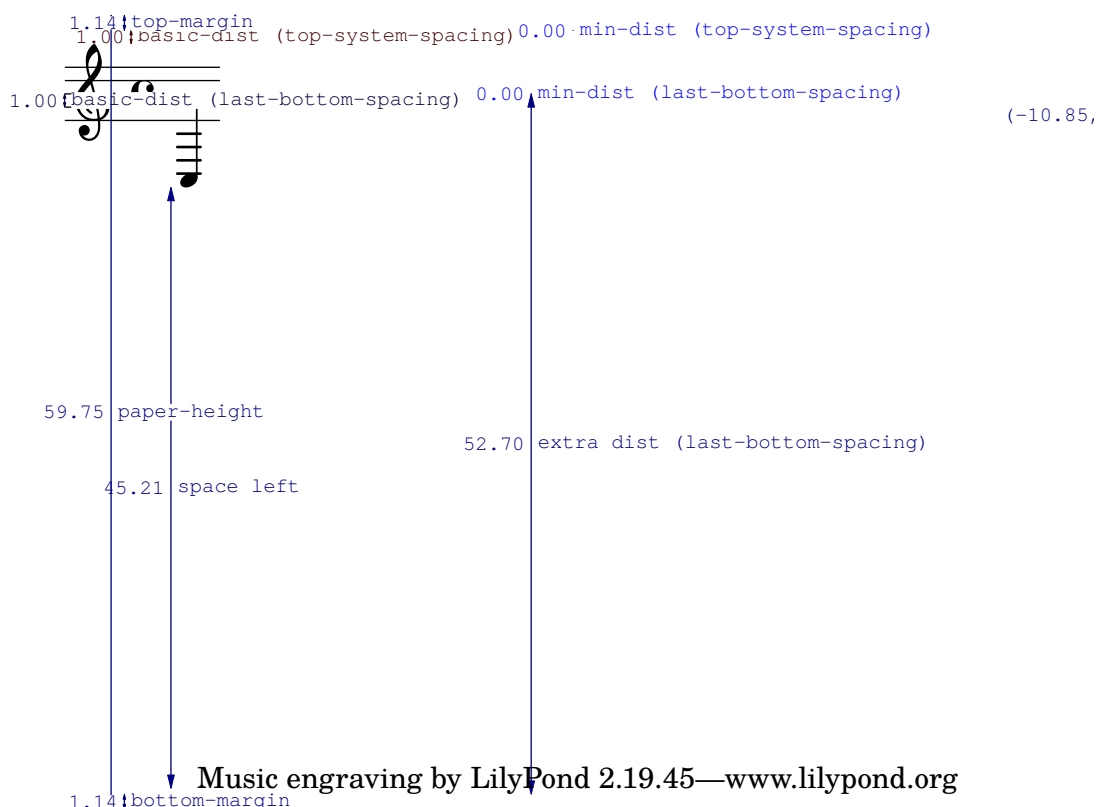 1.14 top-margin
1.00 basic-dist (top-system-spacing) 0.00 min-dist (top-system-spacing)
1.00 basic-dist (last-bottom-spacing) 0.00 min-dist (last-bottom-spacing)
(-10.85,
59.75 paper-height
52.70 extra dist (last-bottom-spacing)
45.21 space left
Music engraving by LilyPond 2.19.45—www.lilypond.org
1.14 bottom-margin